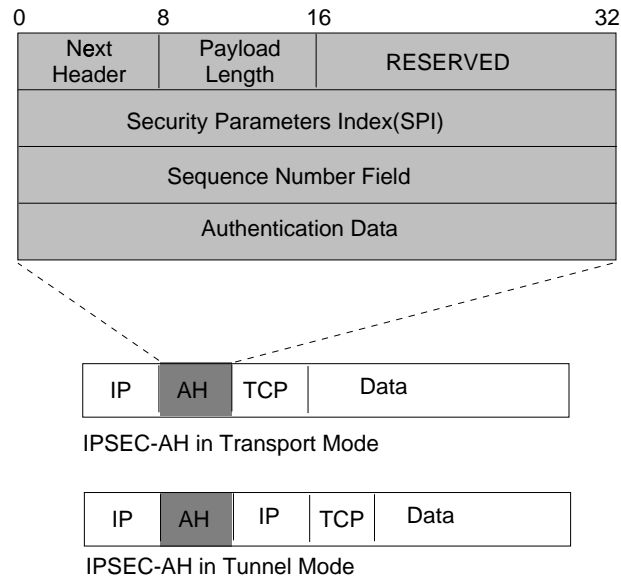 0 8 16 32
Next Header Payload Length RESERVED
Security Parameters Index(SPI)
Sequence Number Field
Authentication Data
IP AH TCP Data
IPSEC-AH in Transport Mode
IP AH IP TCP Data
IPSEC-AH in Tunnel Mode